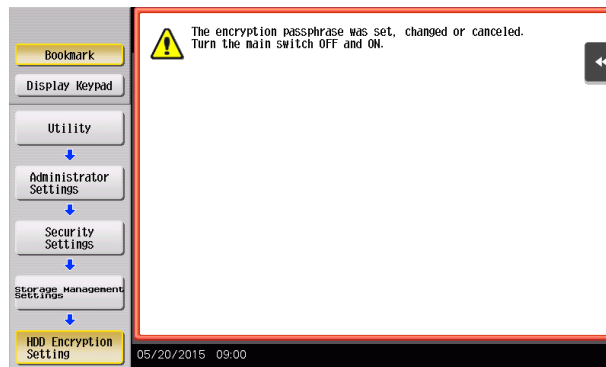 Bookmark
Display Keypad
Utility
Administrator
Settings
Security
Settings
Storage Management
Settings
HDD Encryption
Setting
The encryption passphrase was set, changed or canceled.
Turn the main switch OFF and ON.
05/20/2015 09:00